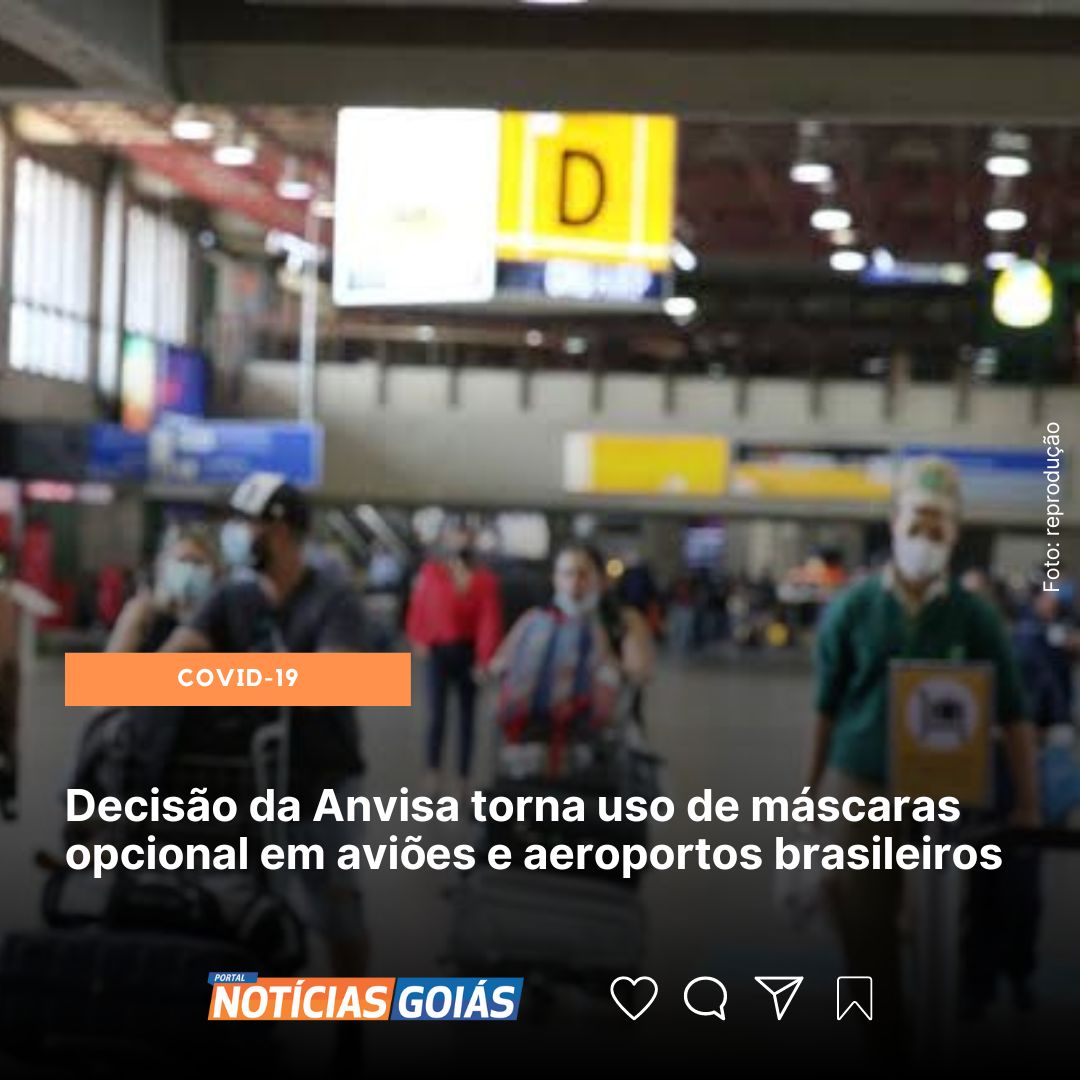 D
Foto: reprodução
COVID-19
Decisão da Anvisa torna uso de máscaras
opcional em aviões e aeroportos brasileiros
PORTAL
NOTÍCIAS GOIÁS